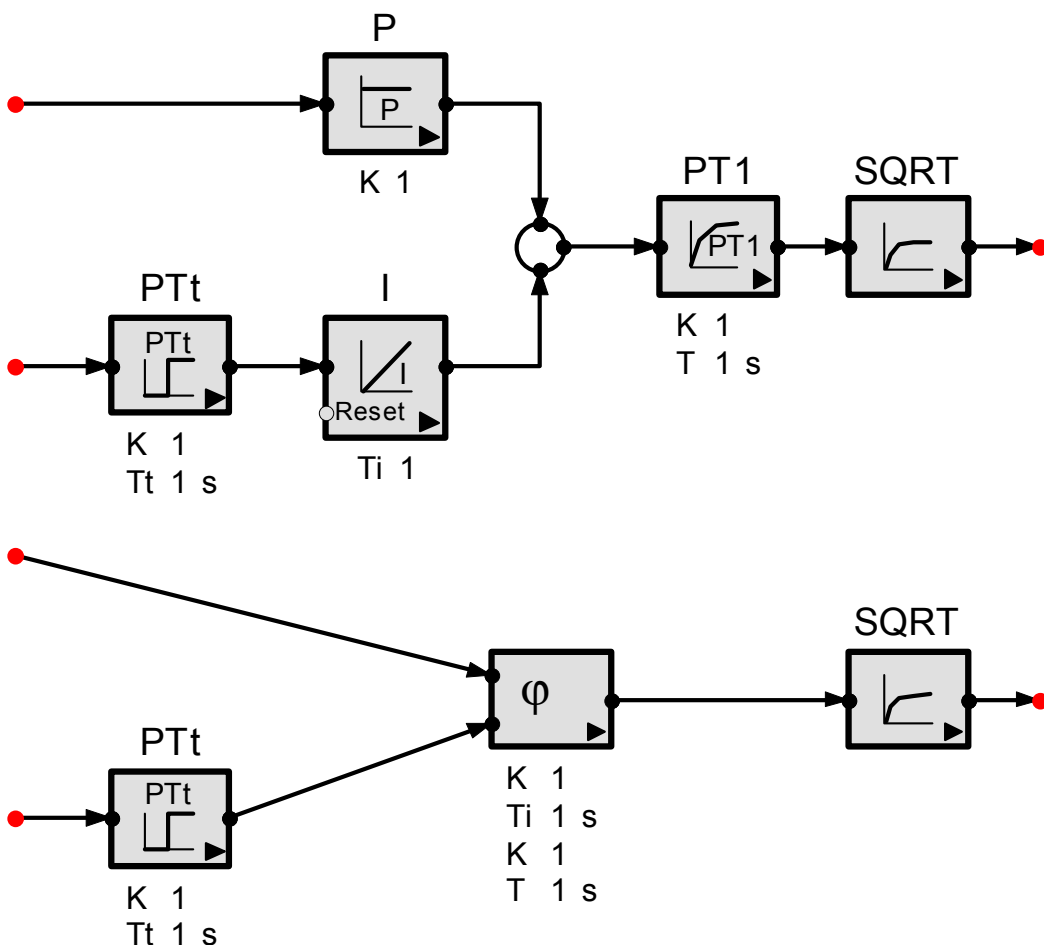 P
P
K 1
PT1
SQRT
PT1
K 1
T 1 s
PTt
I
PTt
I
Reset
K 1
Tt 1 s
Ti 1
SQRT
φ
PTt
PTt
K 1
Ti 1 s
K 1
T 1 s
K 1
Tt 1 s